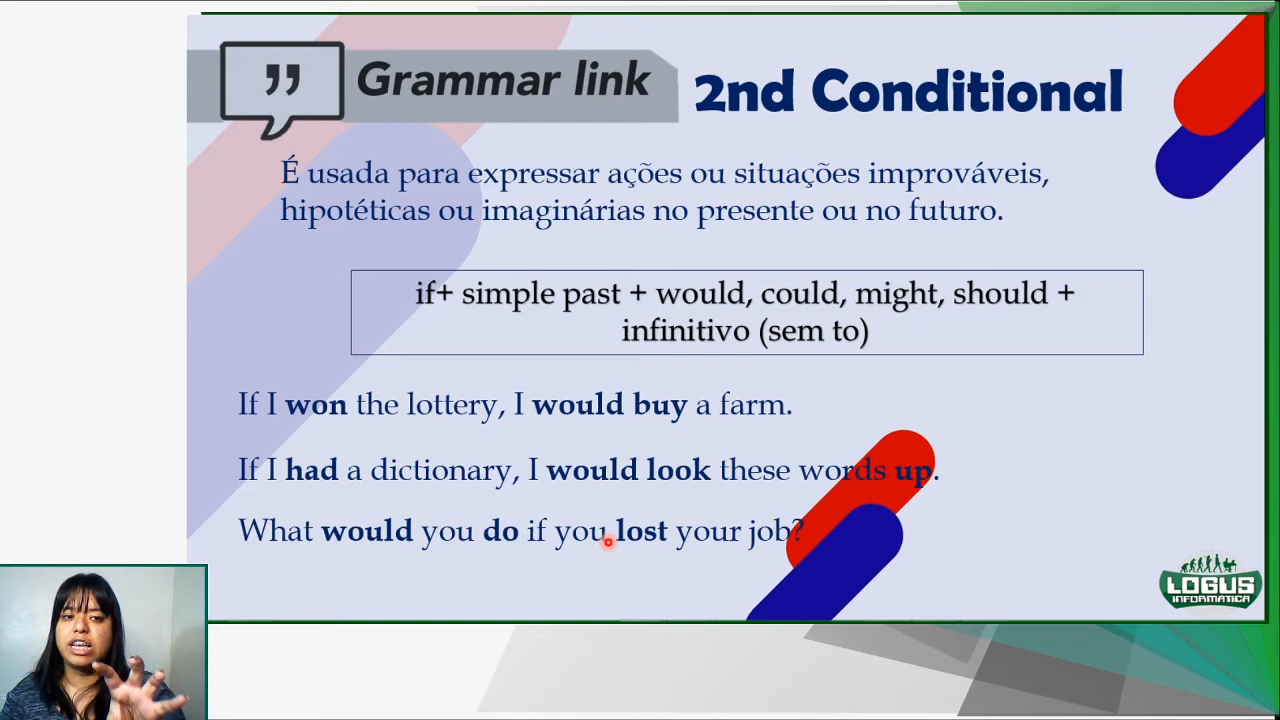 Grammar link
2nd Conditional
É usada para expressar ações ou situações improváveis,
hipotéticas ou imaginárias no presente ou no futuro.
if+ simple past + would, could, might, should +
infinitivo (sem to)
If I won the lottery, I would buy a farm.
If I had a dictionary, I would look these words up.
What would you do if you lost your job?
LOGUS
INFORMÁTICA